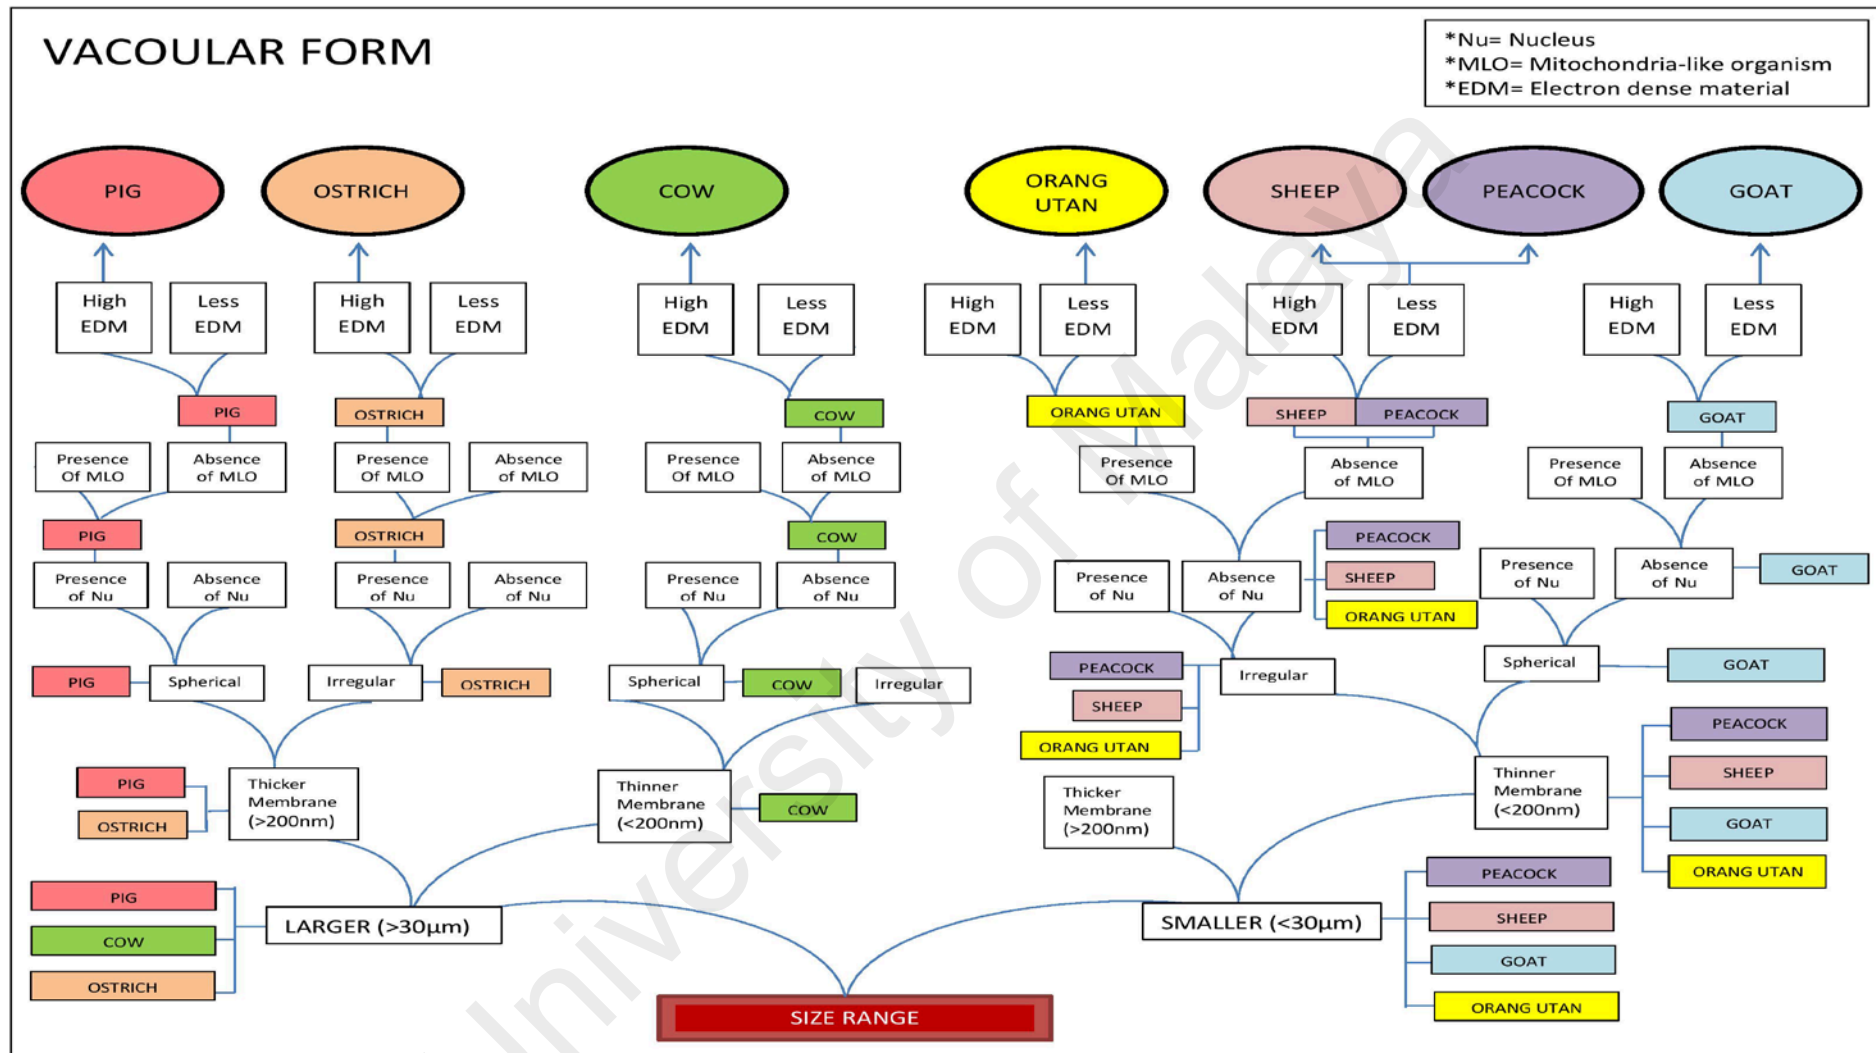 VACOULAR FORM
*Nu= Nucleus
*MLO= Mitochondria-like organism
*EDM= Electron dense material
PIG
OSTRICH
COW
ORANG
UTAN
SHEEP
PEACOCK
GOAT
High
EDM
Less
EDM
High
EDM
Less
EDM
High
EDM
Less
EDM
High
EDM
Less
EDM
High
EDM
Less
EDM
High
EDM
Less
EDM
PIG
OSTRICH
COW
ORANG UTAN
SHEEP
PEACOCK
GOAT
Presence
Of MLO
Absence
of MLO
Presence
Of MLO
Absence
of MLO
Presence
Of MLO
Absence
of MLO
Presence
Of MLO
Absence
of MLO
Presence
Of MLO
Absence
of MLO
PIG
OSTRICH
COW
PEACOCK
SHEEP
ORANG UTAN
Presence
of Nu
Absence
of Nu
Presence
of Nu
Absence
of Nu
Presence
of Nu
Absence
of Nu
Presence
of Nu
Absence
of Nu
Presence
of Nu
Absence
of Nu
GOAT
PIG
Spherical
Irregular
OSTRICH
Spherical
COW
Irregular
PEACOCK
SHEEP
ORANG UTAN
Irregular
Spherical
GOAT
PIG
OSTRICH
Thicker
Membrane
(>200nm)
Thinner
Membrane
(<200nm)
COW
Thicker
Membrane
(>200nm)
Thinner
Membrane
(<200nm)
PEACOCK
SHEEP
GOAT
ORANG UTAN
PIG
COW
OSTRICH
LARGER (>30µm)
SMALLER (<30µm)
PEACOCK
SHEEP
GOAT
ORANG UTAN
SIZE RANGE
University of Malaya